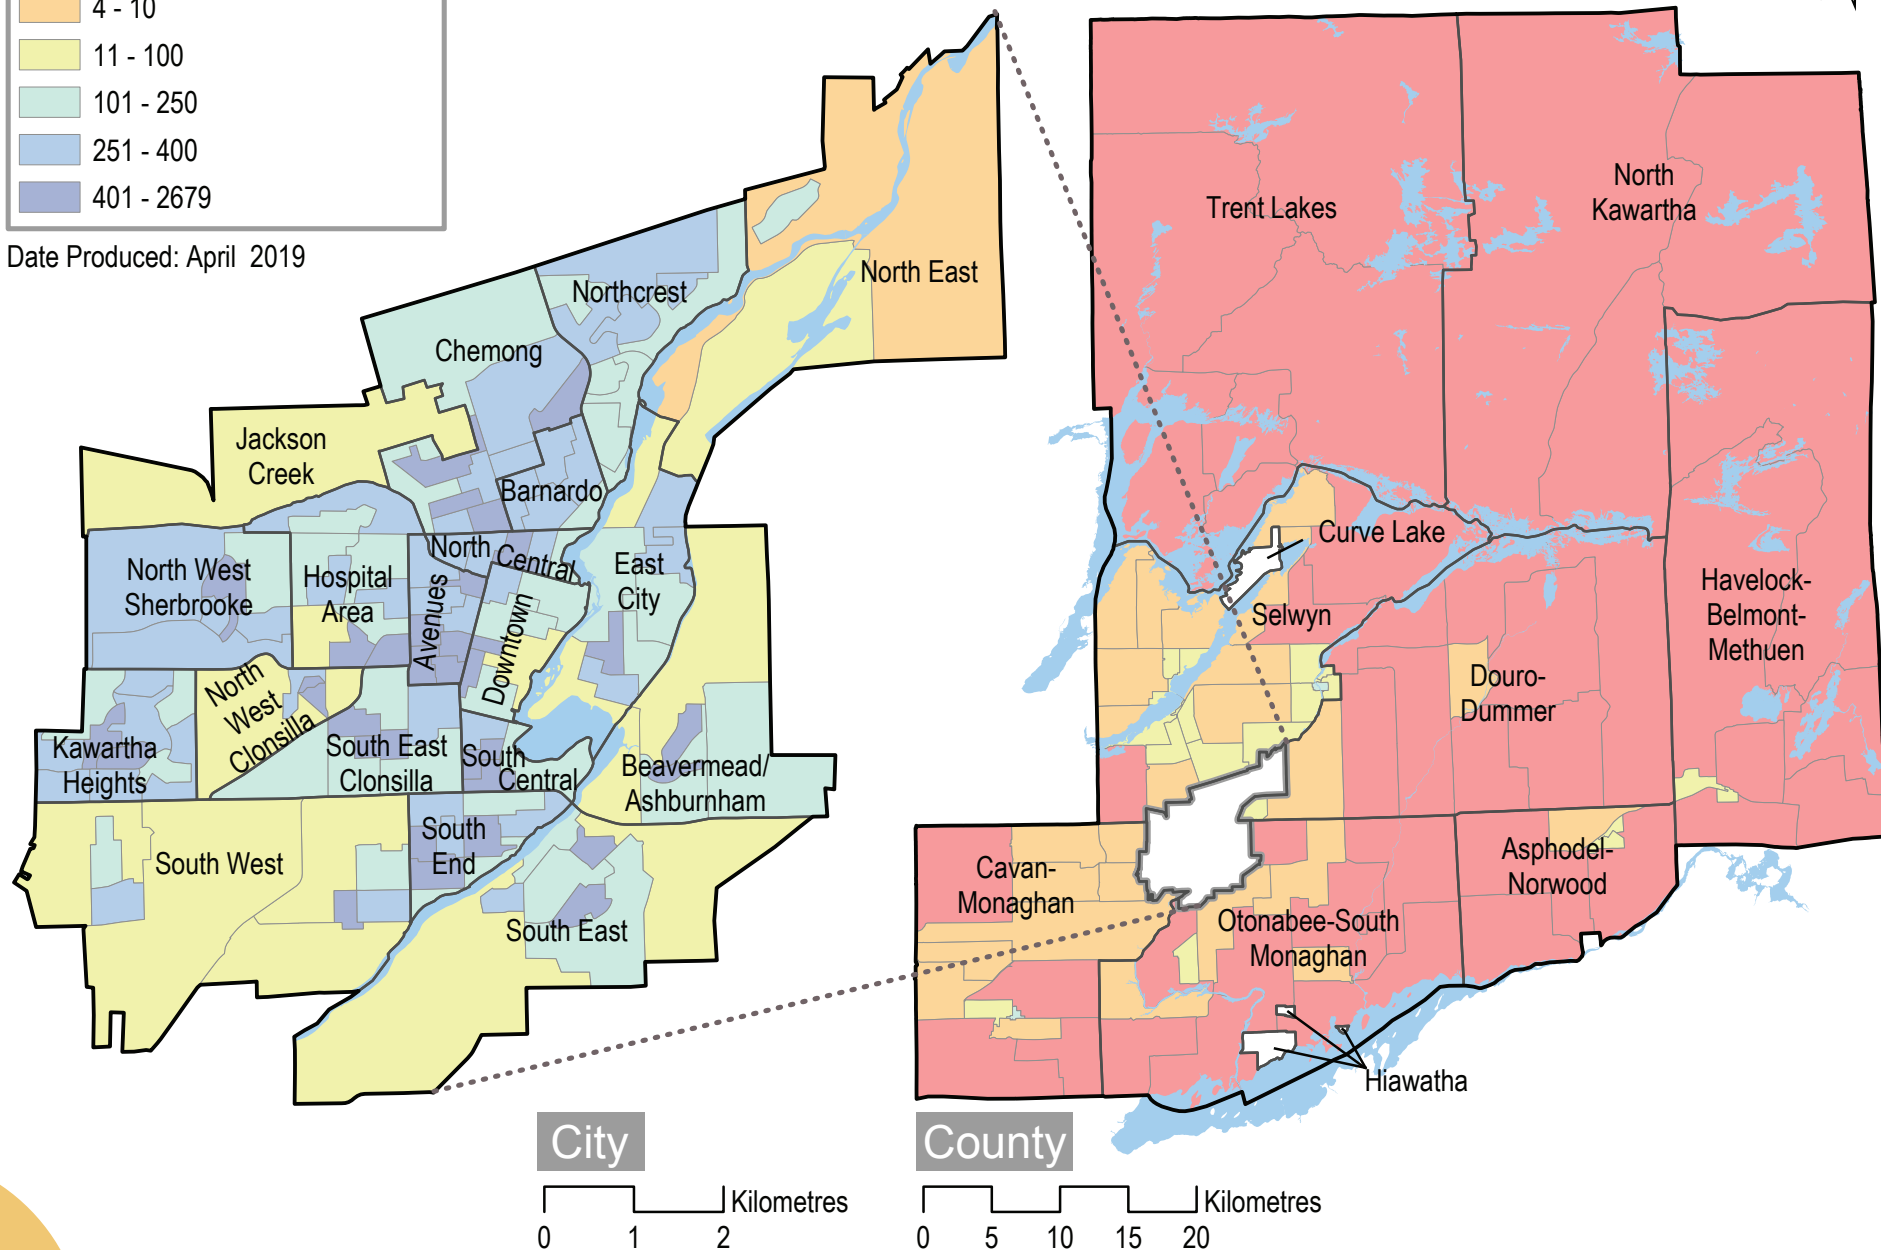 4 - 10
11 - 100
101 - 250
251 - 400
401 - 2679
Date Produced: April 2019
Northcrest
North East
Chemong
Jackson
Creek
Barnardo
North West
Sherbrooke
Hospital
Area
Avenues
North
Central
Downtown
East
City
North
West
Clonsilla
Kawartha
Heights
South East
Clonsilla
South
Central
Beavermead/
Ashburnham
South West
South
End
South East
Trent Lakes
North
Kawartha
Curve Lake
Selwyn
Havelock-
Belmont-
Methuen
Douro-
Dummer
Cavan-
Monaghan
Asphodel-
Norwood
Otonabee-South
Monaghan
Hiawatha
City
Kilometres
0 1 2
County
Kilometres
0 5 10 15 20